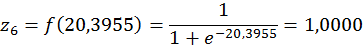 z₆ = f(20,3955) = 1 / (1 + e^(−20,3955)) = 1,0000